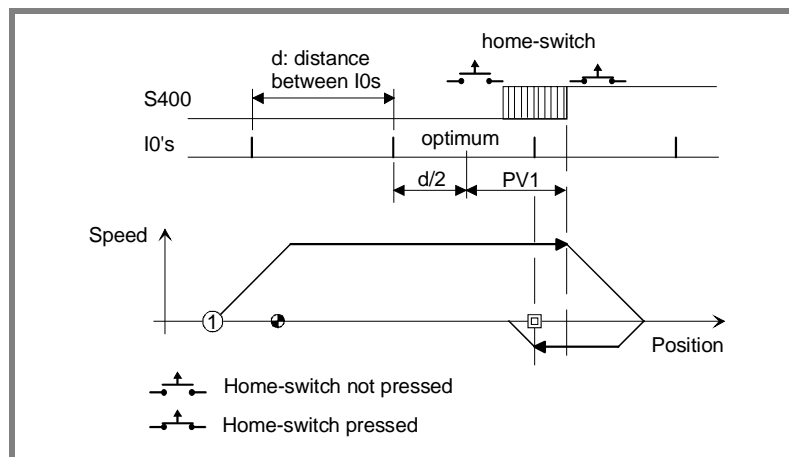 home-switch
d: distance
between I0s
S400
I0's
optimum
d/2
PV1
Speed
1
Position
Home-switch not pressed
Home-switch pressed